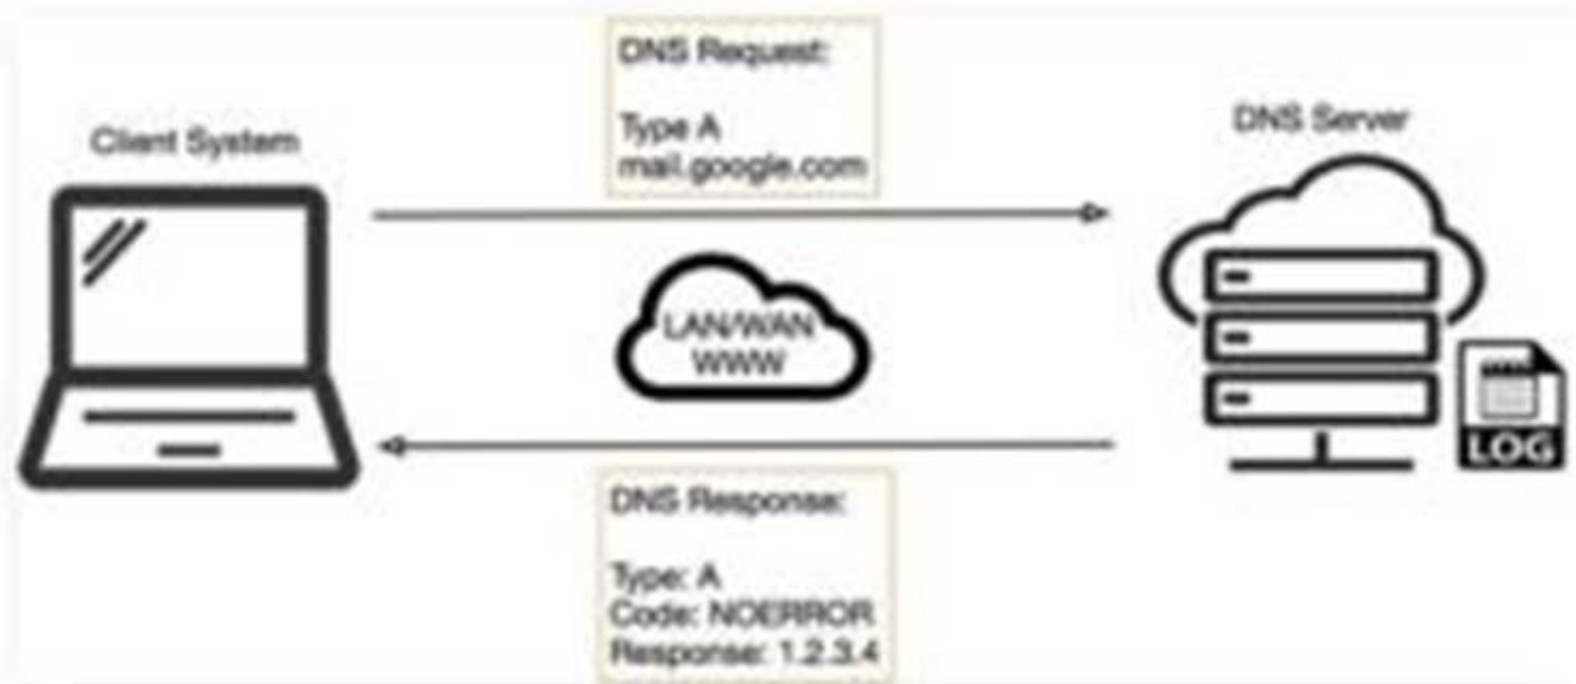 DNS Request:
Type A
mail.google.com
Client System
DNS Server
LAN/WAN
WWW
LOG
DNS Response:
Type: A
Code: NOERROR
Response: 1.2.3.4